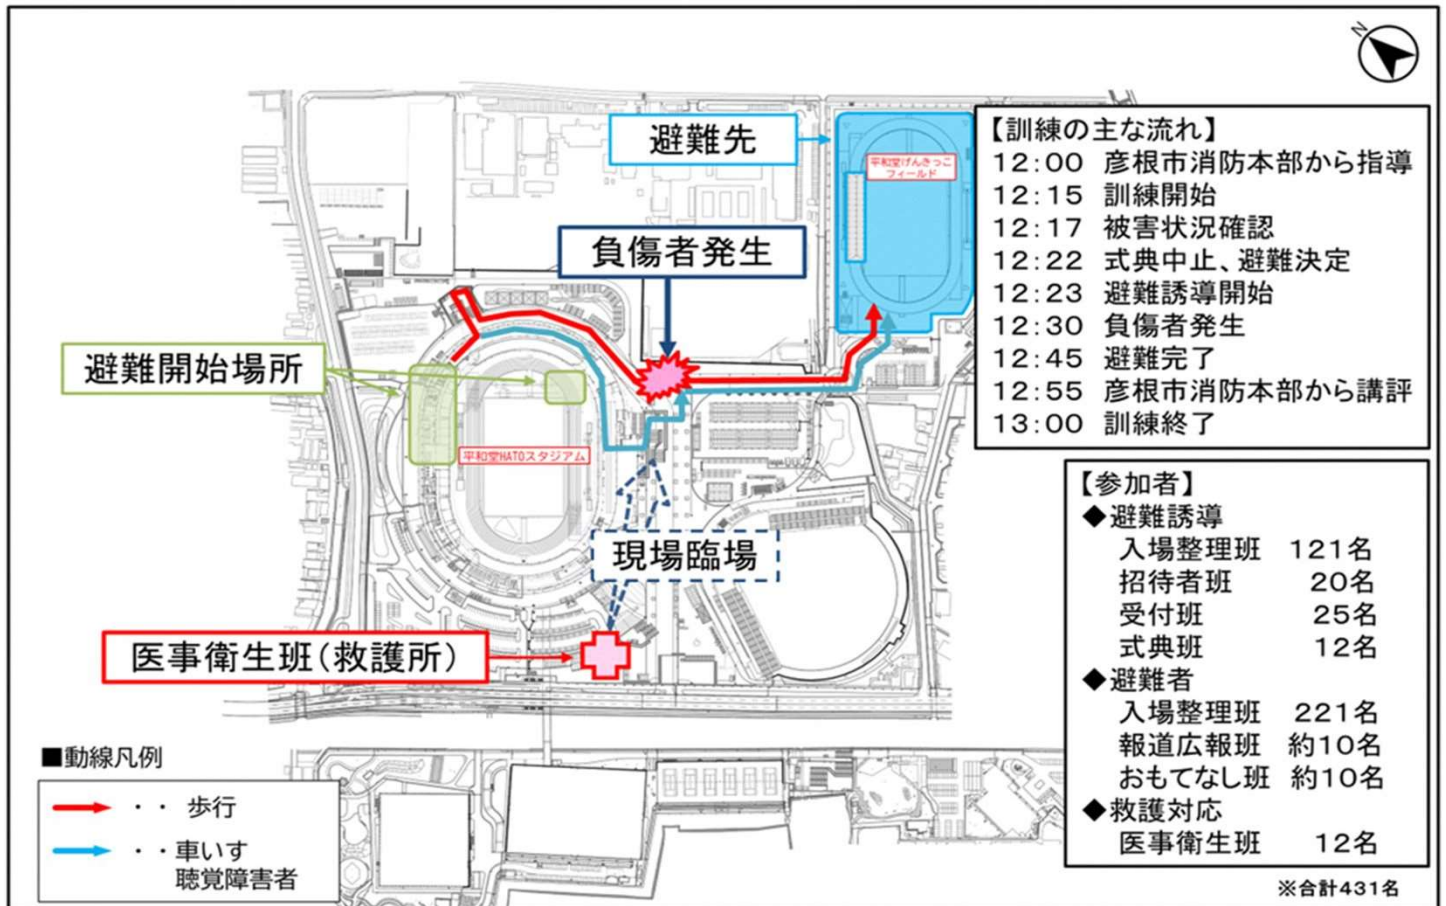 N
避難先
平和堂げんきっこ
フィールド
負傷者発生
避難開始場所
平和堂HATOスタジアム
現場臨場
医事衛生班(救護所)
【訓練の主な流れ】
12:00 彦根市消防本部から指導
12:15 訓練開始
12:17 被害状況確認
12:22 式典中止、避難決定
12:23 避難誘導開始
12:30 負傷者発生
12:45 避難完了
12:55 彦根市消防本部から講評
13:00 訓練終了
【参加者】
◆避難誘導
入場整理班 121名
招待者班 20名
受付班 25名
式典班 12名
◆避難者
入場整理班 221名
報道広報班 約10名
おもてなし班 約10名
◆救護対応
医事衛生班 12名
※合計431名
■動線凡例
・・ 歩行
・・車いす
聴覚障害者